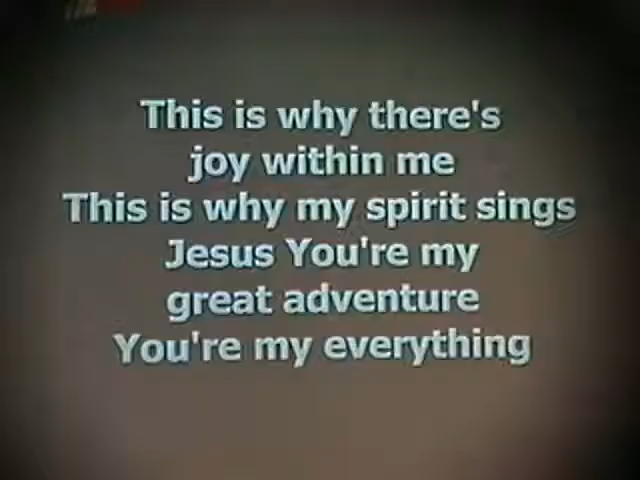 This is why there's
joy within me
This is why my spirit sings
Jesus You're my
great adventure
You're my everything